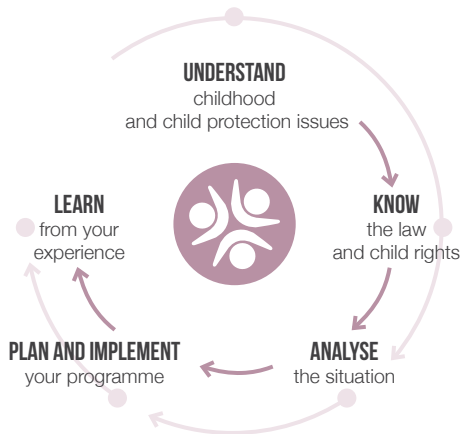 UNDERSTAND
childhood
and child protection issues
KNOW
the law
and child rights
ANALYSE
the situation
PLAN AND IMPLEMENT
your programme
LEARN
from your
experience